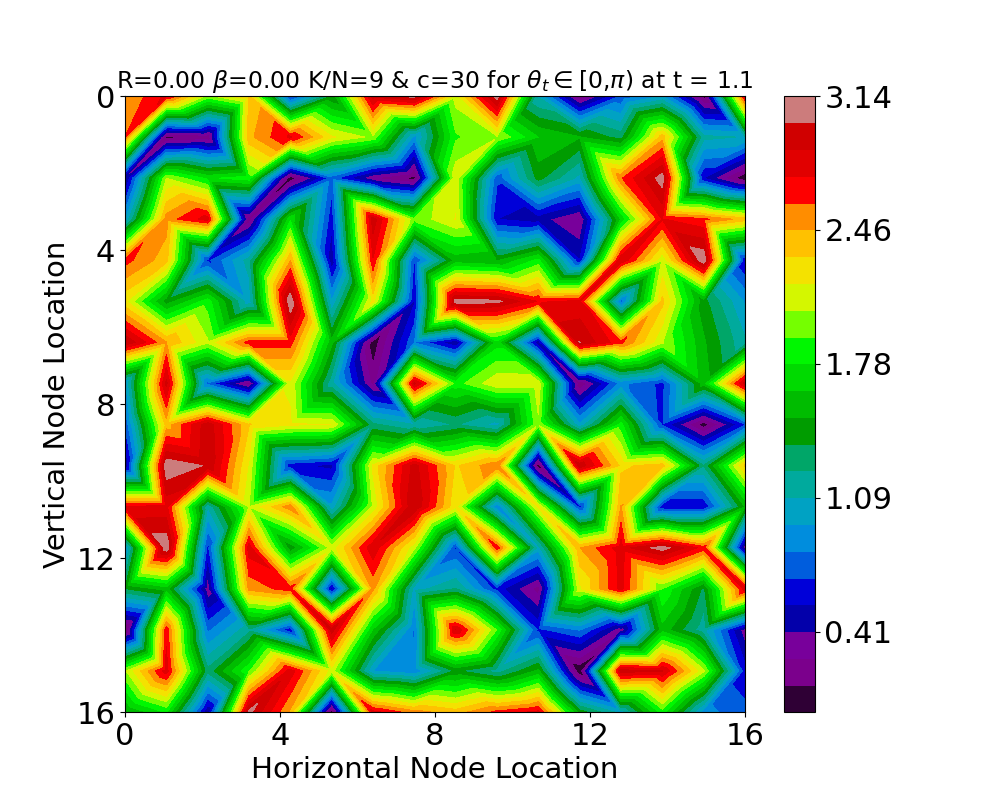 R=0.00 β=0.00 K/N=9 & c=30 for θ_t ∈ [0,π) at t = 1.1
0
4
8
12
16
0 4 8 12 16
Vertical Node Location
Horizontal Node Location
3.14
2.46
1.78
1.09
0.41